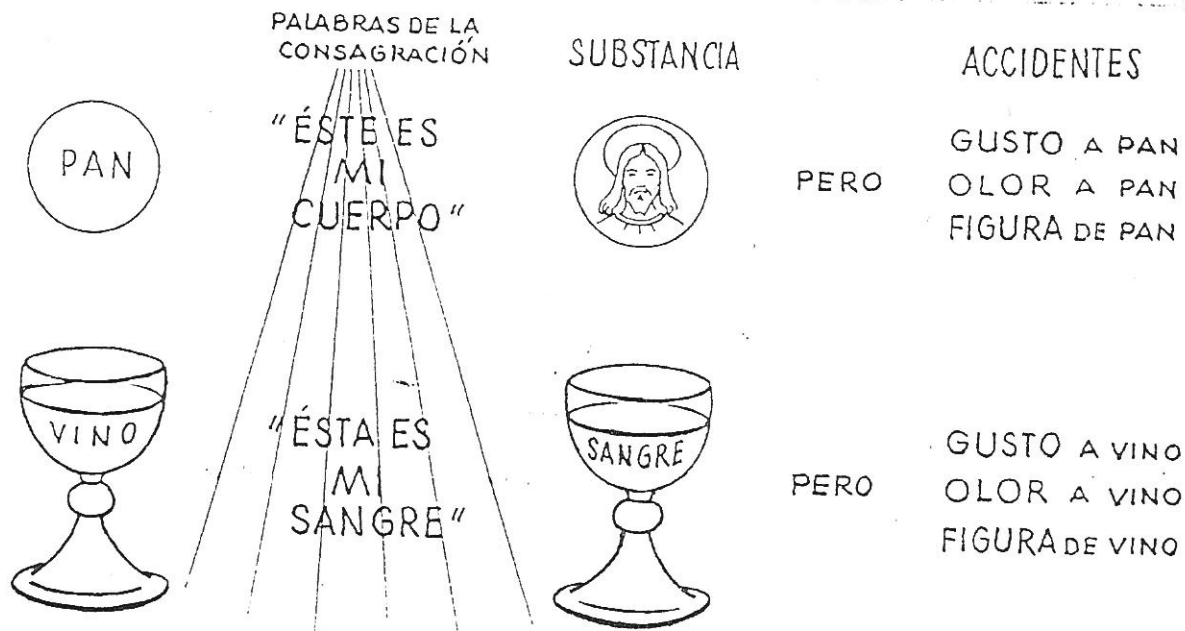 PALABRAS DE LA
CONSAGRACIÓN
SUBSTANCIA
ACCIDENTES
PAN
"ÉSTE ES
MI
CUERPO"
PERO
GUSTO A PAN
OLOR A PAN
FIGURA DE PAN
VINO
"ÉSTA ES
MI
SANGRE"
SANGRE
PERO
GUSTO A VINO
OLOR A VINO
FIGURA DE VINO